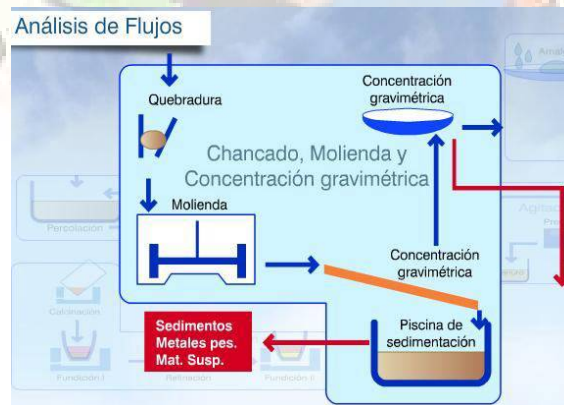 Análisis de Flujos
Quebradura
Concentración
gravimétrica
Chancado, Molienda y
Concentración gravimétrica
Molienda
Percolación
Concentración
gravimétrica
Calcinación
Sedimentos
Metales pes.
Mat. Susp.
Piscina de
sedimentación
Fundición I
Refinación
Fundición II